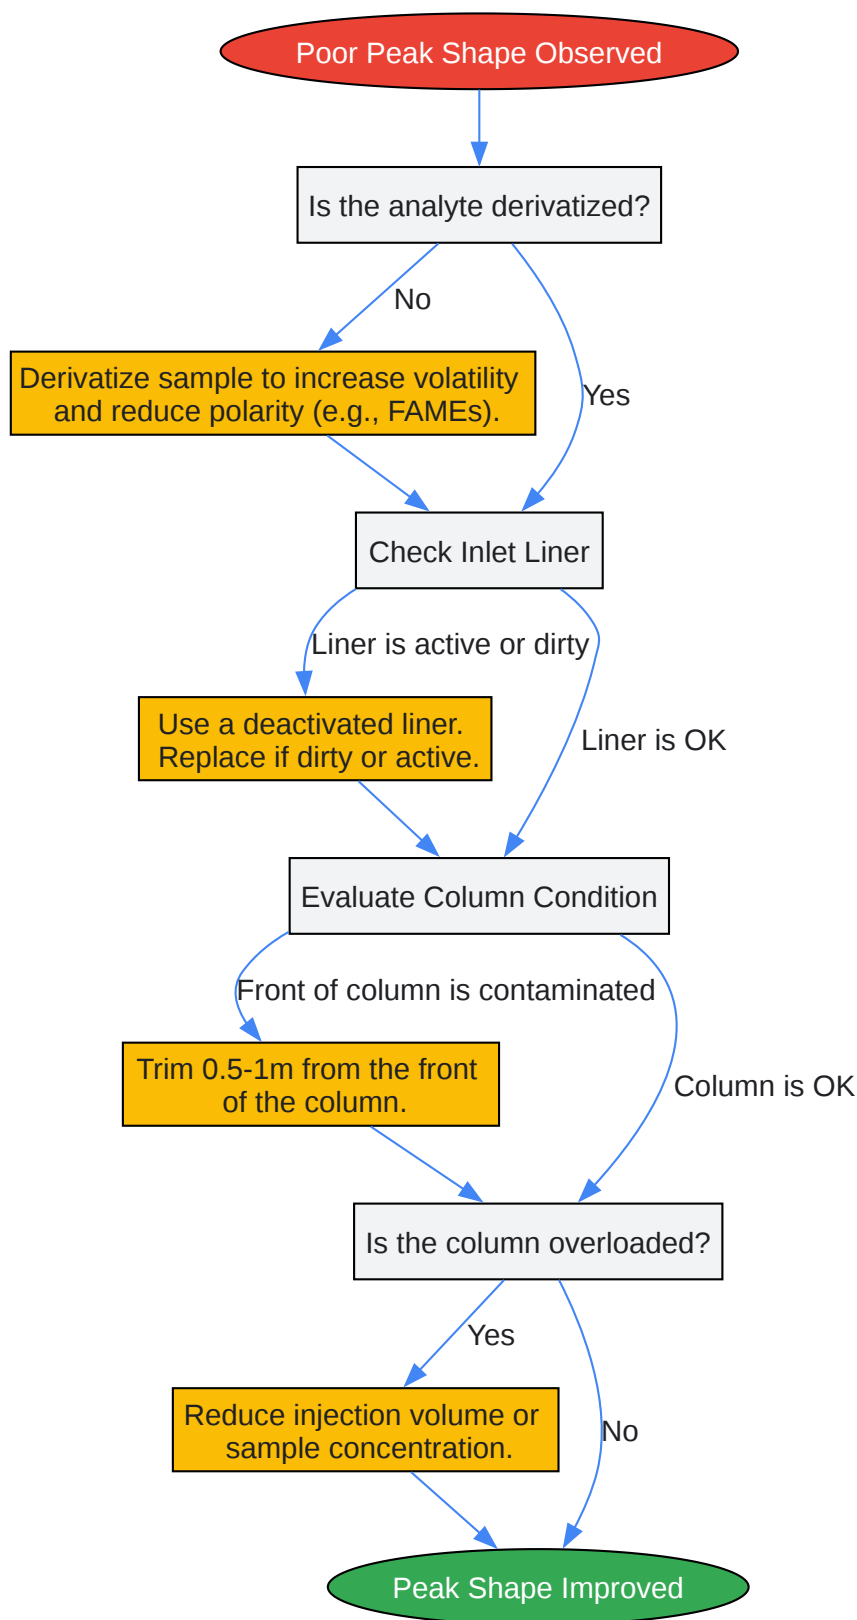 Poor Peak Shape Observed
Is the analyte derivatized?
No
Derivatize sample to increase volatility
and reduce polarity (e.g., FAMEs).
Yes
Check Inlet Liner
Liner is active or dirty
Use a deactivated liner.
Replace if dirty or active.
Liner is OK
Evaluate Column Condition
Front of column is contaminated
Trim 0.5-1m from the front
of the column.
Column is OK
Is the column overloaded?
Yes
Reduce injection volume or
sample concentration.
No
Peak Shape Improved